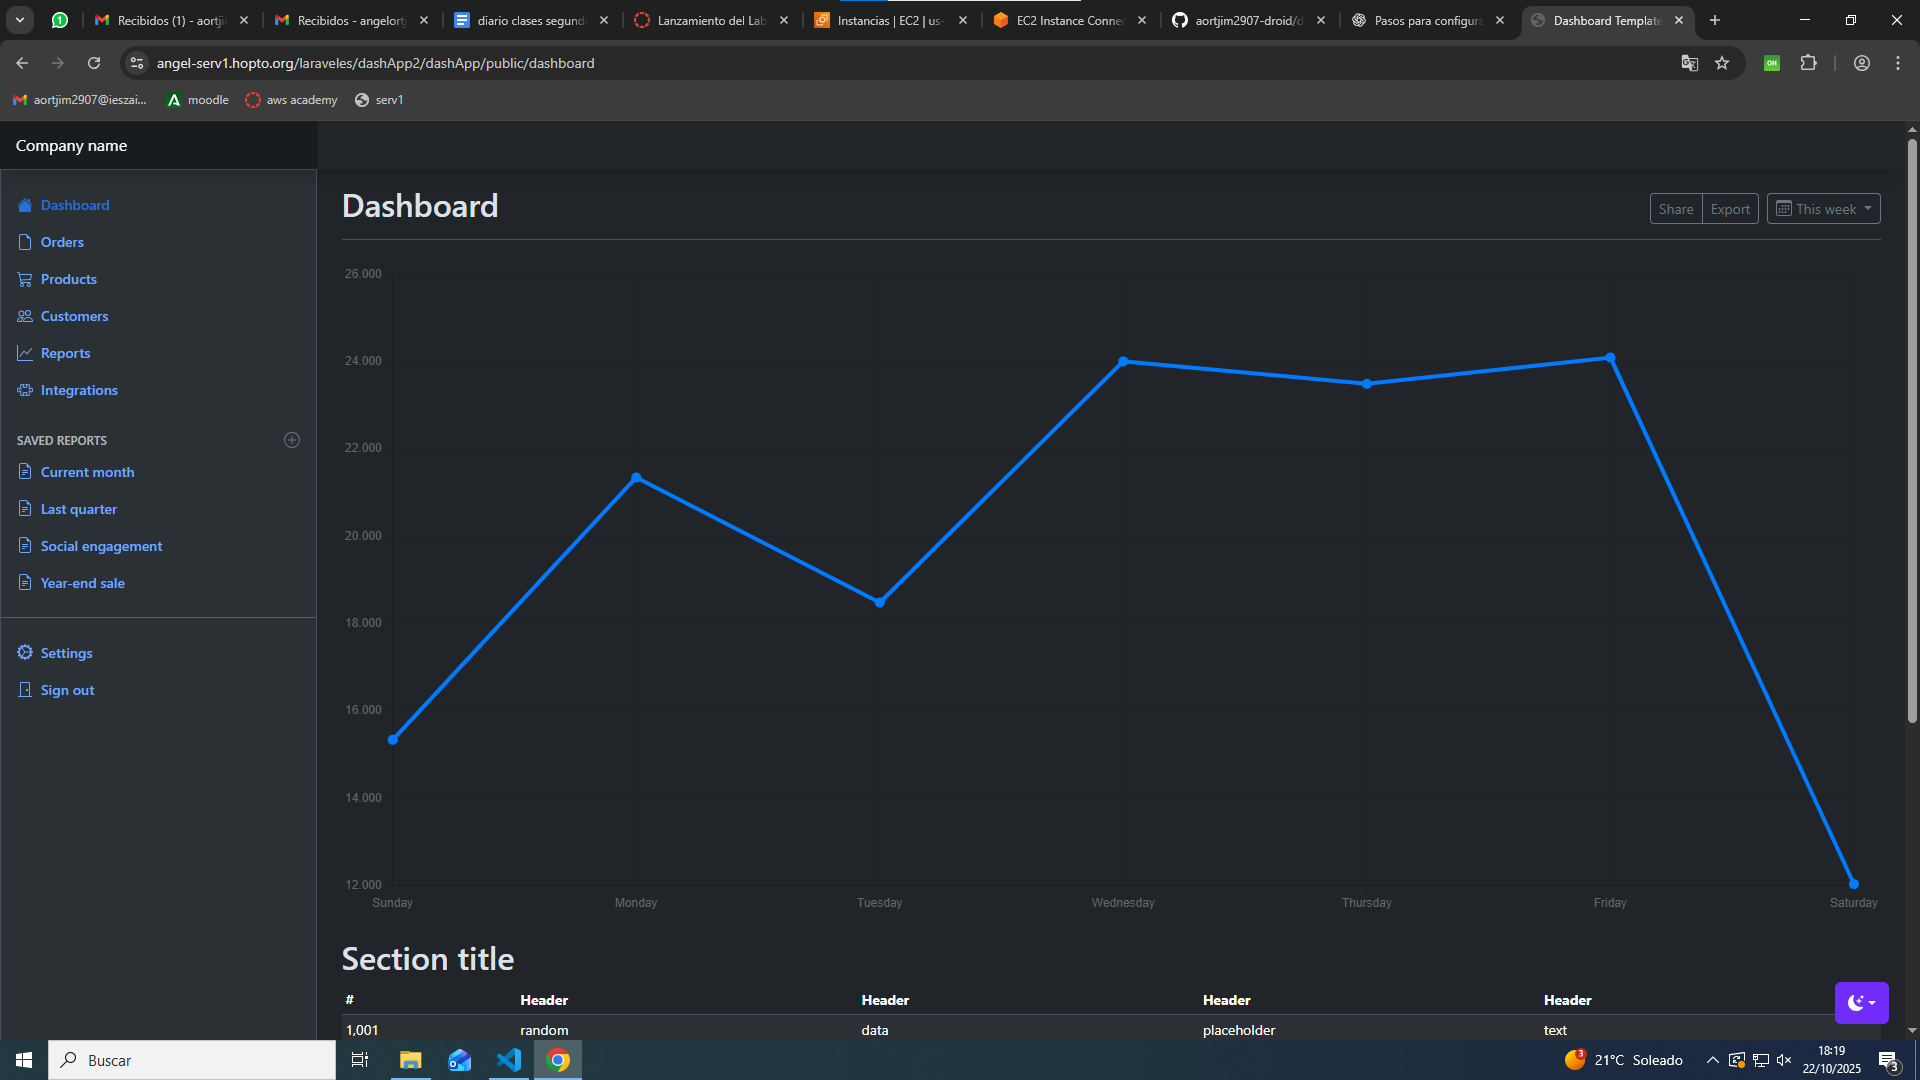 Recibidos (1) - aortji
Recibidos - angelort
diario clases segund
Lanzamiento del Lab
Instancias | EC2 | us-
EC2 Instance Connec
aortjim2907-droid/d
Pasos para configura
Dashboard Template
angel-serv1.hopto.org/laraveles/dashApp2/dashApp/public/dashboard
ON
aortjim2907@ieszai...
moodle
aws academy
serv1
Company name
Dashboard
Orders
Products
Customers
Reports
Integrations
SAVED REPORTS
Current month
Last quarter
Social engagement
Year-end sale
Settings
Sign out
Dashboard
Share
Export
This week
26.000
24.000
22.000
20.000
18.000
16.000
14.000
12.000
Sunday
Monday
Tuesday
Wednesday
Thursday
Friday
Saturday
Section title
# Header Header Header Header
1,001 random data placeholder text
Buscar
3
21°C Soleado
18:19
22/10/2025
3